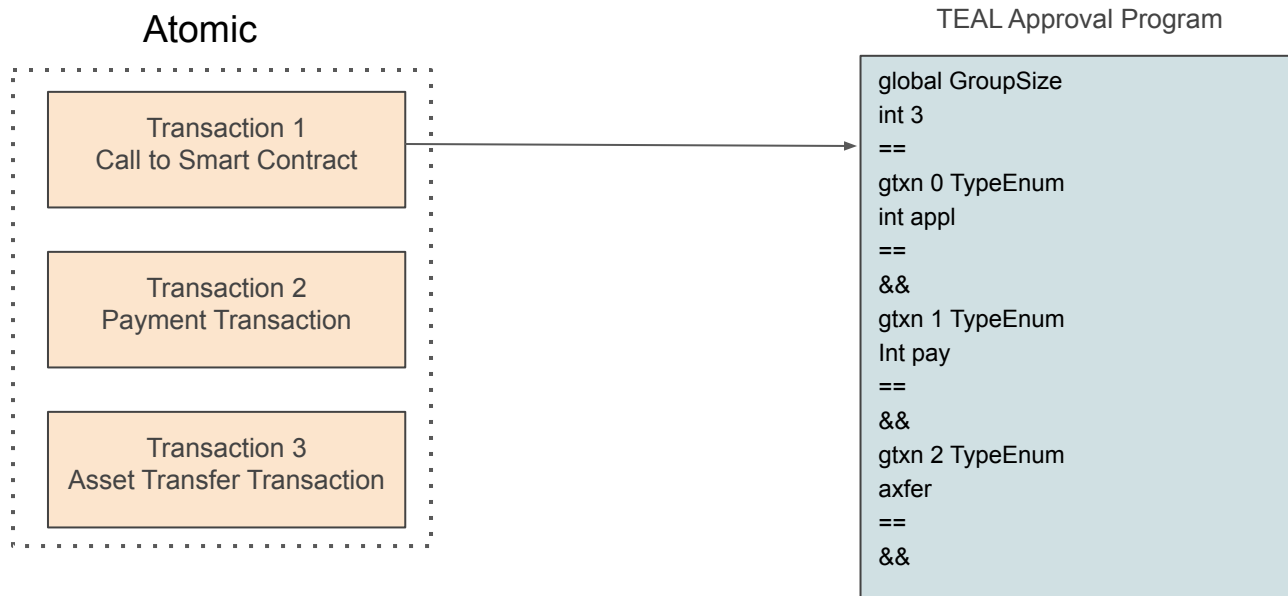 Atomic
Transaction 1
Call to Smart Contract
Transaction 2
Payment Transaction
Transaction 3
Asset Transfer Transaction
TEAL Approval Program
global GroupSize
int 3
==
gtxn 0 TypeEnum
int appl
==
&&
gtxn 1 TypeEnum
Int pay
==
&&
gtxn 2 TypeEnum
axfer
==
&&